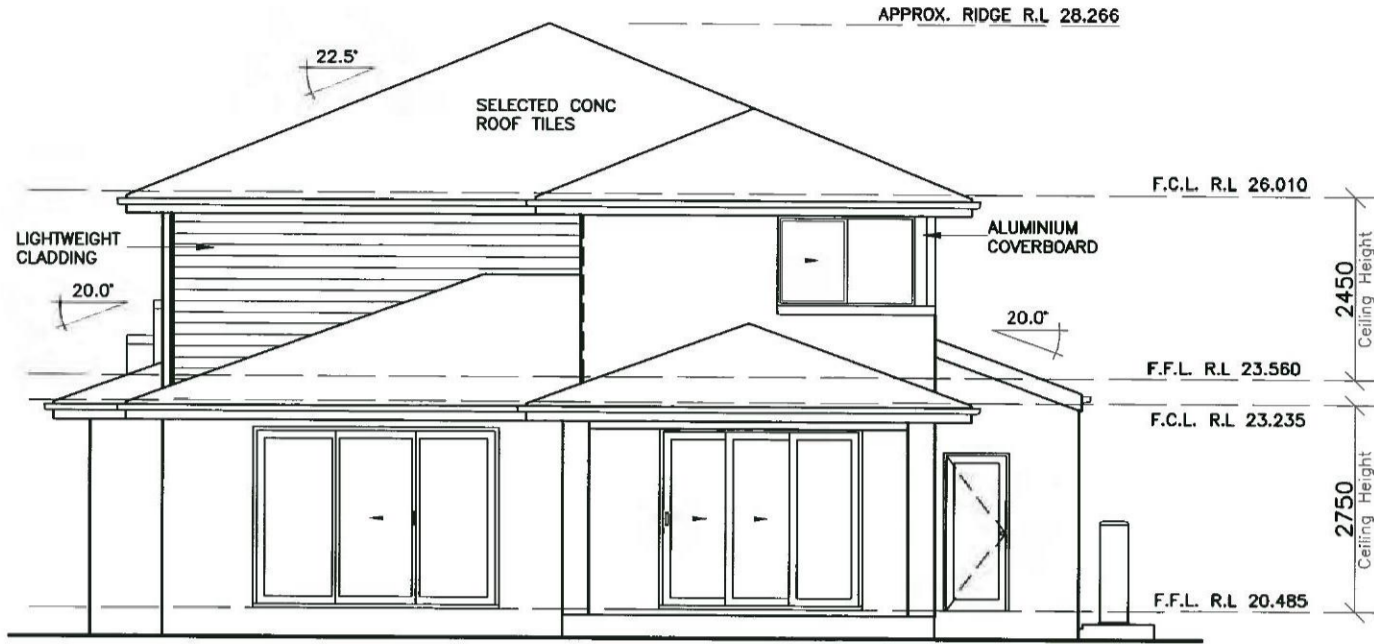 APPROX. RIDGE R.L 28.266
22.5°
SELECTED CONC
ROOF TILES
F.C.L. R.L 26.010
LIGHTWEIGHT
CLADDING
ALUMINIUM
COVERBOARD
2450
Ceiling Height
20.0°
20.0°
F.F.L. R.L 23.560
F.C.L. R.L 23.235
2750
Ceiling Height
F.F.L. R.L 20.485